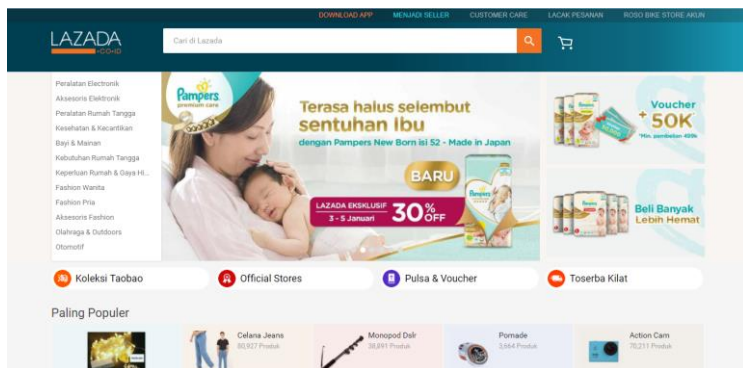 DOWNLOAD APP MENJADI SELLER CUSTOMER CARE LACAK PESANAN ROSO BIKE STORE AKUN
LAZADA
.CO.ID
Cari di Lazada
Peralatan Electronik
Aksesoris Elektronik
Peralatan Rumah Tangga
Kesehatan & Kecantikan
Bayi & Mainan
Kebutuhan Rumah Tangga
Keperluan Rumah & Gaya Hi...
Fashion Wanita
Fashion Pria
Aksesoris Fashion
Olahraga & Outdoors
Otomotif
Pampers
premium care
Terasa halus selembut
sentuhan Ibu
dengan Pampers New Born isi 52 - Made in Japan
BARU
LAZADA EKSKLUSIF
3 - 5 Januari
30% OFF
Pampers
Voucher
+50K*
*Min. pembelian 499k
Beli Banyak
Lebih Hemat
Koleksi Taobao
Official Stores
Pulsa & Voucher
Toserba Kilat
Paling Populer
Celana Jeans
80,927 Produk
Monopod Dslr
38,891 Produk
Pomade
3,664 Produk
Action Cam
70,211 Produk